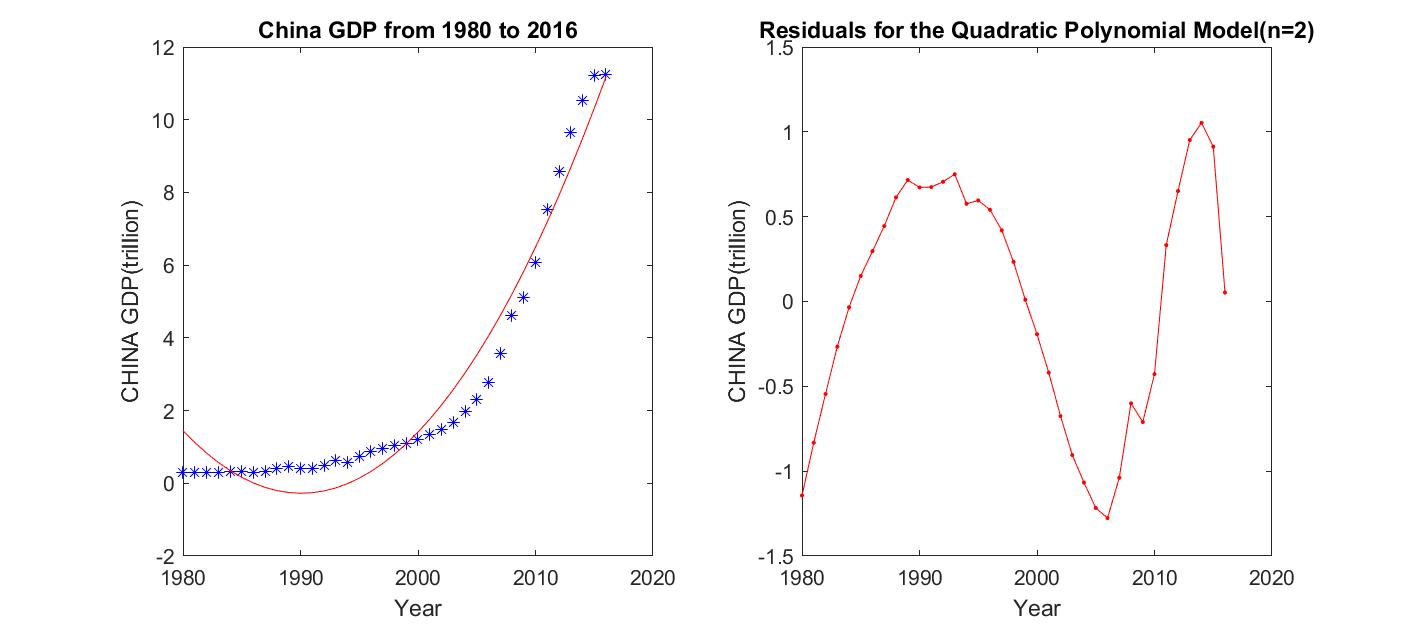 China GDP from 1980 to 2016
12
10
8
6
4
2
0
-2
CHINA GDP(trillion)
1980 1990 2000 2010 2020
Year
Residuals for the Quadratic Polynomial Model(n=2)
1.5
1
0.5
0
-0.5
-1
-1.5
CHINA GDP(trillion)
1980 1990 2000 2010 2020
Year